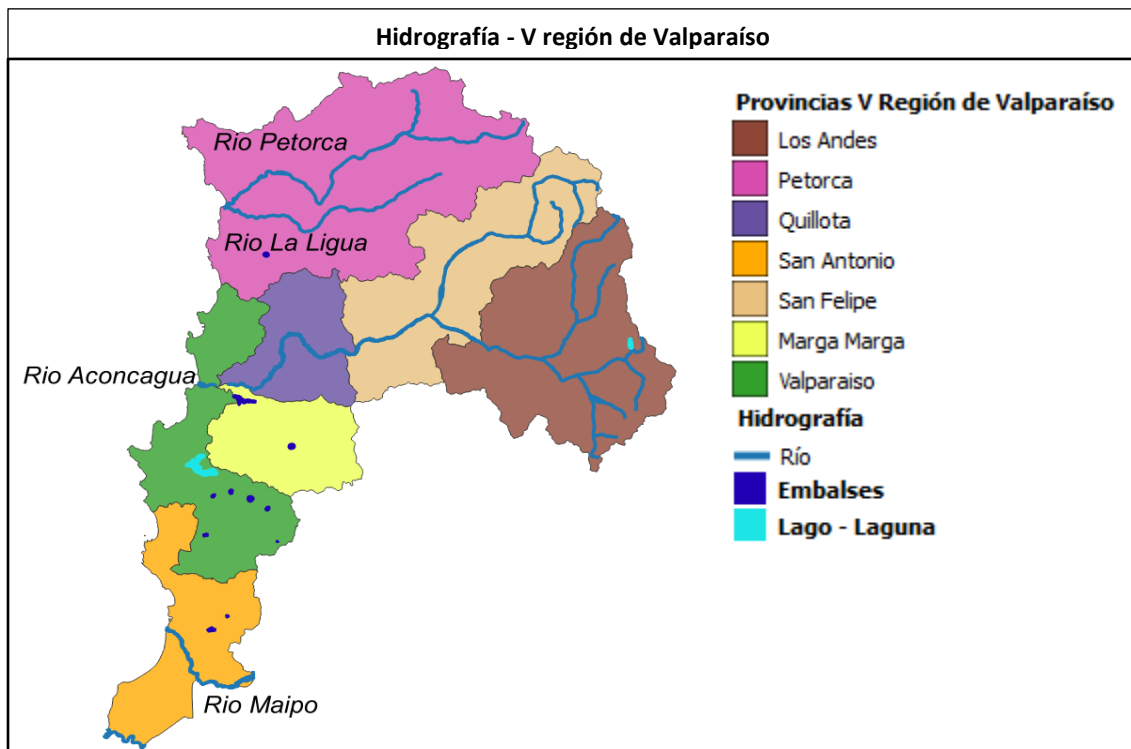 Hidrografía - V región de Valparaíso
Rio Petorca
Rio La Ligua
Rio Aconcagua
Rio Maipo
Provincias V Región de Valparaíso
Los Andes
Petorca
Quillota
San Antonio
San Felipe
Marga Marga
Valparaiso
Hidrografía
Río
Embalses
Lago - Laguna